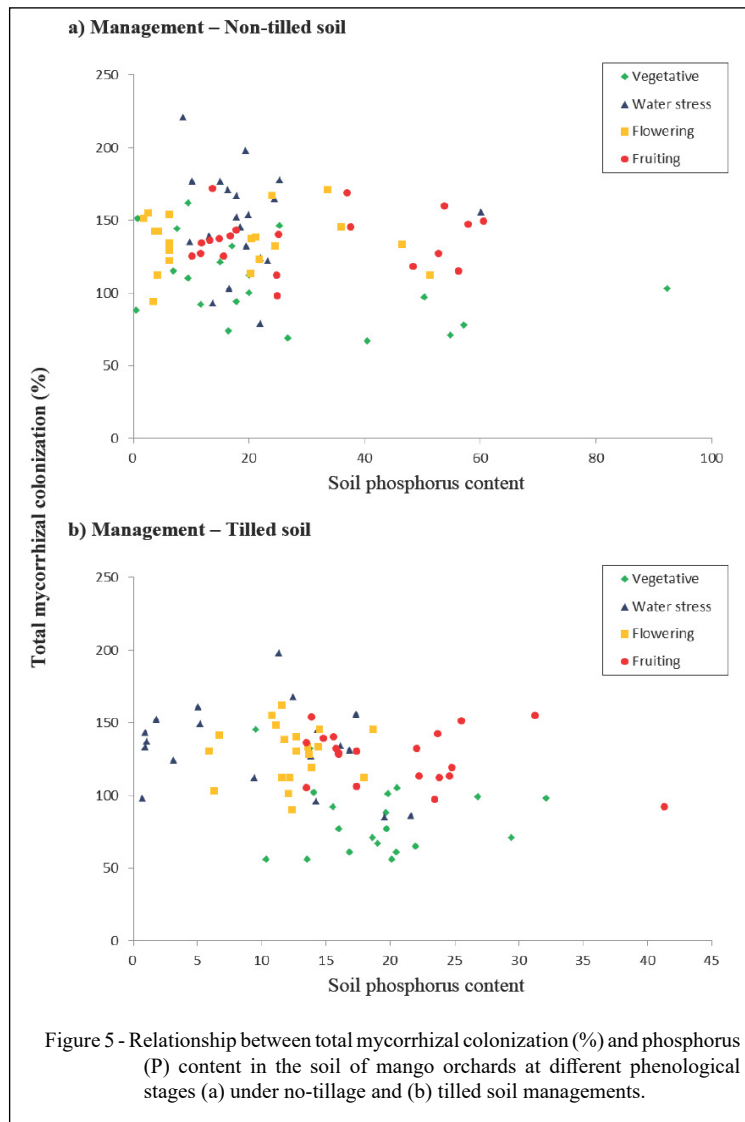 a) Management – Non-tilled soil
250
200
150
100
50
0
0 20 40 60 80 100
Vegetative
Water stress
Flowering
Fruiting
Soil phosphorus content
Total mycorrhizal colonization (%)
b) Management – Tilled soil
250
200
150
100
50
0
0 5 10 15 20 25 30 35 40 45
Vegetative
Water stress
Flowering
Fruiting
Soil phosphorus content
Figure 5 - Relationship between total mycorrhizal colonization (%) and phosphorus
(P) content in the soil of mango orchards at different phenological
stages (a) under no-tillage and (b) tilled soil managements.